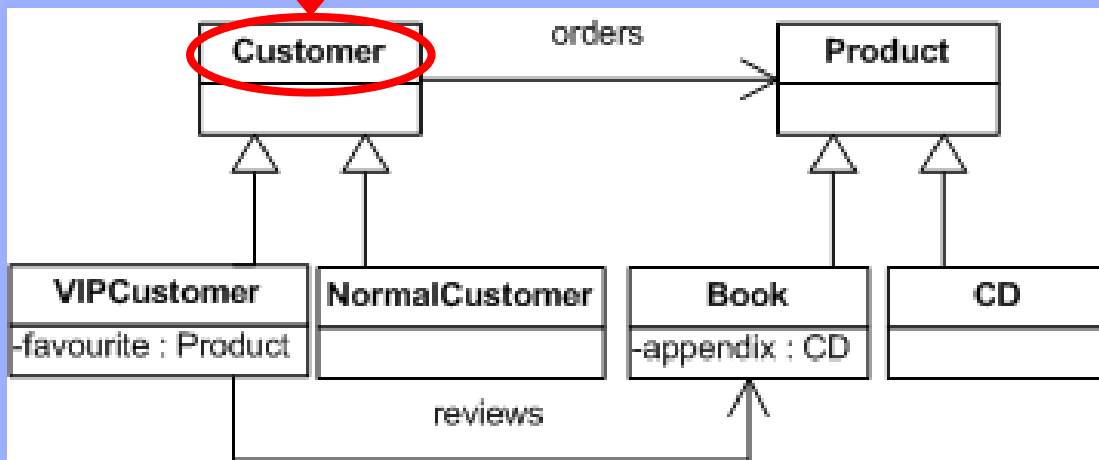 orders
Customer
Product
VIPCustomer
-favourite : Product
NormalCustomer
Book
-appendix : CD
CD
reviews